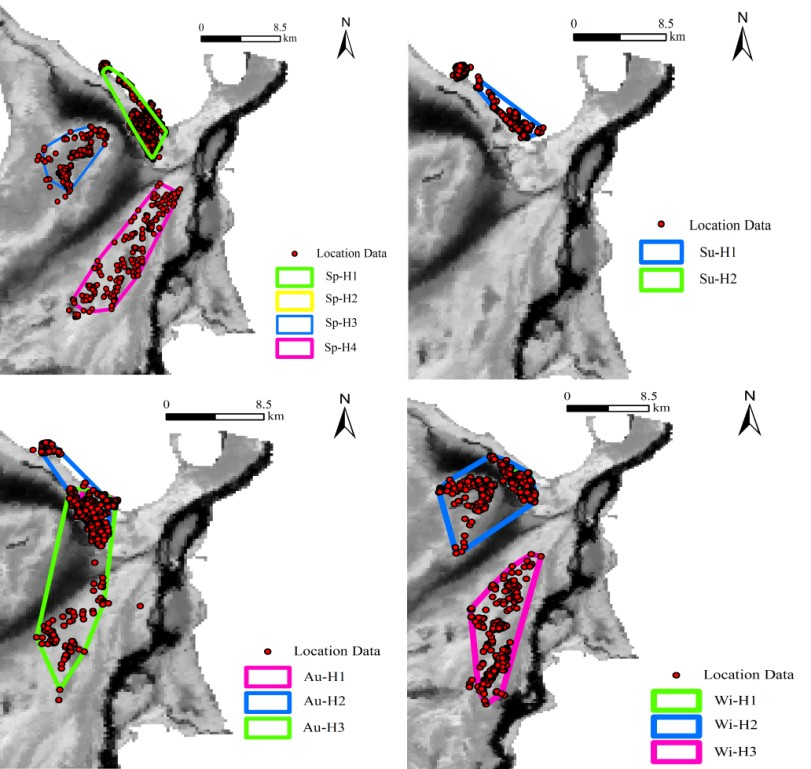 0 8.5
km
N
Location Data
Sp-H1
Sp-H2
Sp-H3
Sp-H4
0 8.5
km
N
Location Data
Su-H1
Su-H2
0 8.5
km
N
Location Data
Au-H1
Au-H2
Au-H3
0 8.5
km
N
Location Data
Wi-H1
Wi-H2
Wi-H3